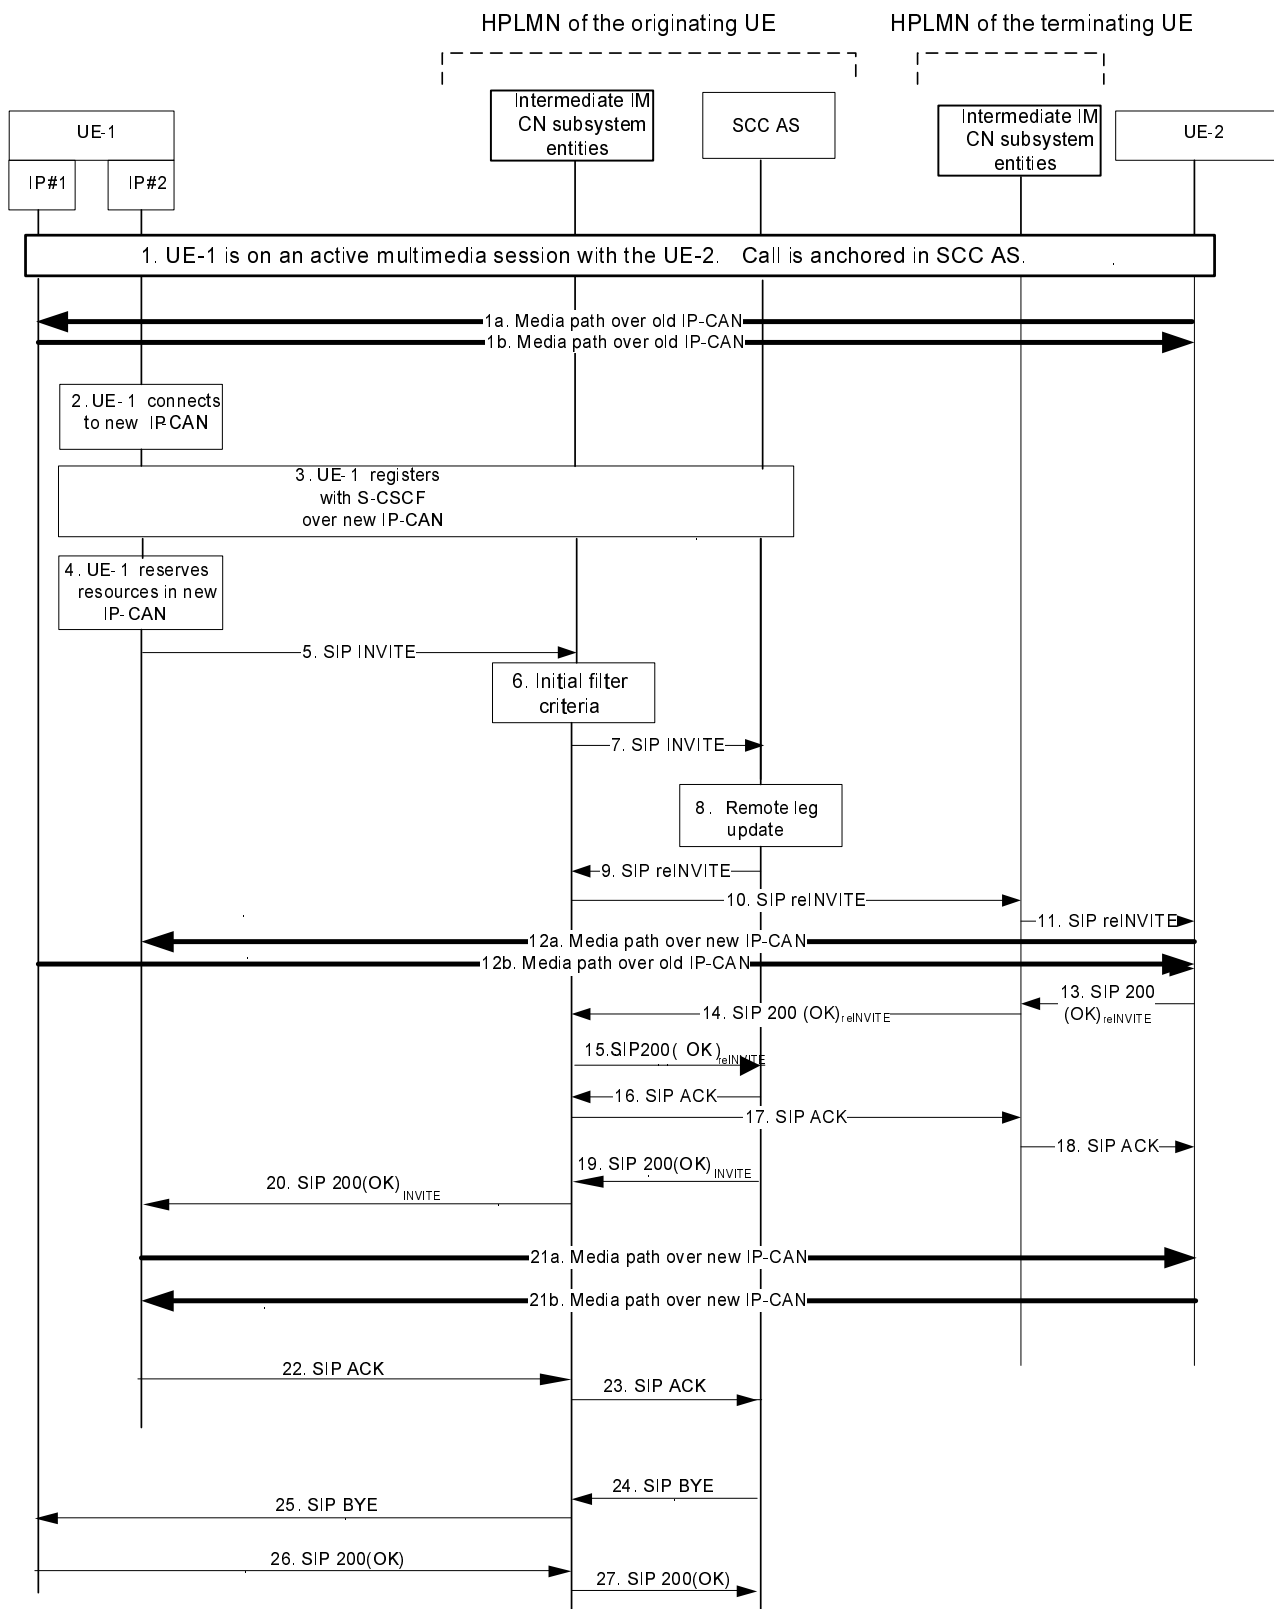 HPLMN of the originating UE
HPLMN of the terminating UE
UE-1
IP#1
IP#2
Intermediate IM
CN subsystem
entities
SCC AS
Intermediate IM
CN subsystem
entities
UE-2
1. UE-1 is on an active multimedia session with the UE-2. Call is anchored in SCC AS.
1a. Media path over old IP-CAN
1b. Media path over old IP-CAN
2. UE-1 connects
to new IP-CAN
3. UE-1 registers
with S-CSCF
over new IP-CAN
4. UE-1 reserves
resources in new
IP-CAN
5. SIP INVITE
6. Initial filter
criteria
7. SIP INVITE
8. Remote leg
update
9. SIP reINVITE
10. SIP reINVITE
11. SIP reINVITE
12a. Media path over new IP-CAN
12b. Media path over old IP-CAN
13. SIP 200
(OK)reINVITE
14. SIP 200 (OK)reINVITE
15.SIP200( OK)reINVITE
16. SIP ACK
17. SIP ACK
18. SIP ACK
19. SIP 200(OK)INVITE
20. SIP 200(OK)INVITE
21a. Media path over new IP-CAN
21b. Media path over new IP-CAN
22. SIP ACK
23. SIP ACK
24. SIP BYE
25. SIP BYE
26. SIP 200(OK)
27. SIP 200(OK)